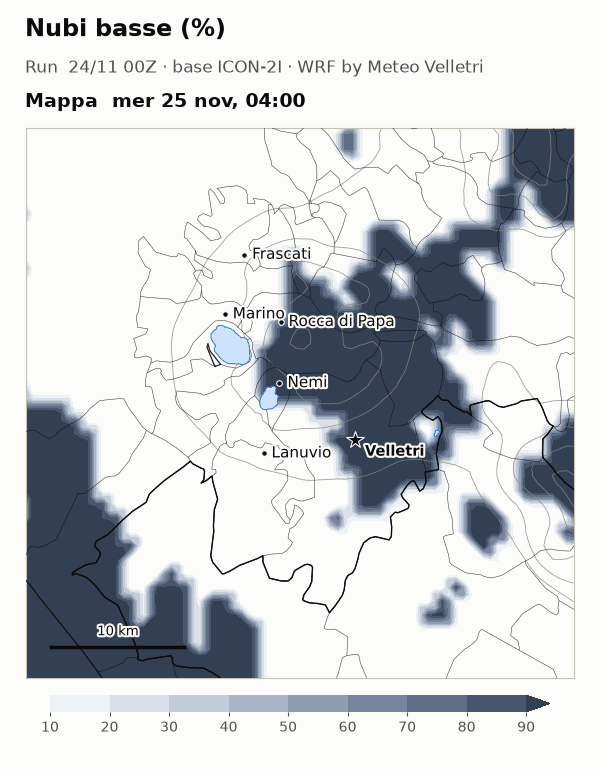 Nubi basse (%)
Run  24/11 00Z · base ICON-2I · WRF by Meteo Velletri
Mappa  mer 25 nov, 04:00
Frascati
Marino
Rocca di Papa
Nemi
Velletri
Lanuvio
10 km
10 20 30 40 50 60 70 80 90